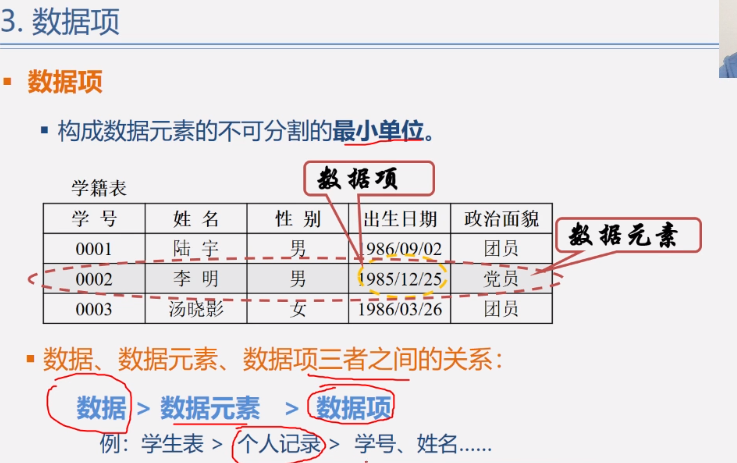 3. 数据项
▪ 数据项
▪ 构成数据元素的不可分割的最小单位。
学籍表
数据项
学 号 姓 名 性 别 出生日期 政治面貌
数据元素
0001 陆 宇 男 1986/09/02 团员
0002 李 明 男 1985/12/25 党员
0003 汤晓影 女 1986/03/26 团员
▪ 数据、数据元素、数据项三者之间的关系：
数据 > 数据元素 > 数据项
例：学生表 > 个人记录 > 学号、姓名……